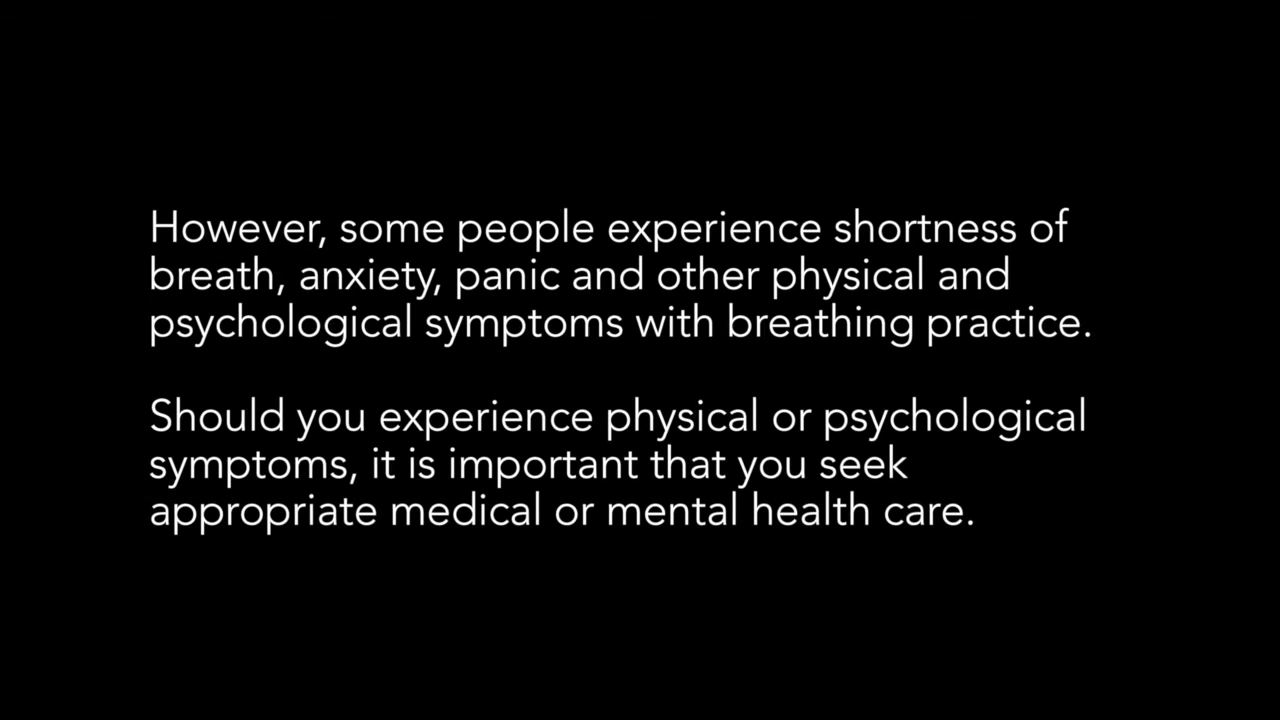 However, some people experience shortness of
breath, anxiety, panic and other physical and
psychological symptoms with breathing practice.
Should you experience physical or psychological
symptoms, it is important that you seek
appropriate medical or mental health care.